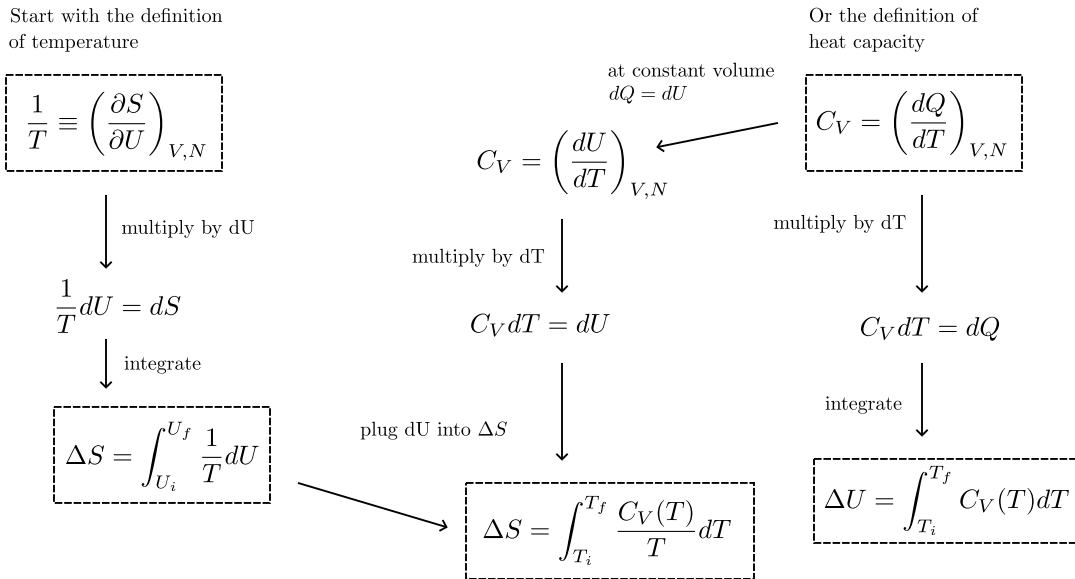 Start with the definition
of temperature
Or the definition of
heat capacity
at constant volume
dQ = dU
1/T ≡ (∂S/∂U)_{V,N}
C_V = (dU/dT)_{V,N}
C_V = (dQ/dT)_{V,N}
multiply by dU
multiply by dT
multiply by dT
1/T dU = dS
C_V dT = dU
C_V dT = dQ
integrate
plug dU into ΔS
integrate
ΔS = ∫_{U_i}^{U_f} 1/T dU
ΔS = ∫_{T_i}^{T_f} C_V(T)/T dT
ΔU = ∫_{T_i}^{T_f} C_V(T)dT